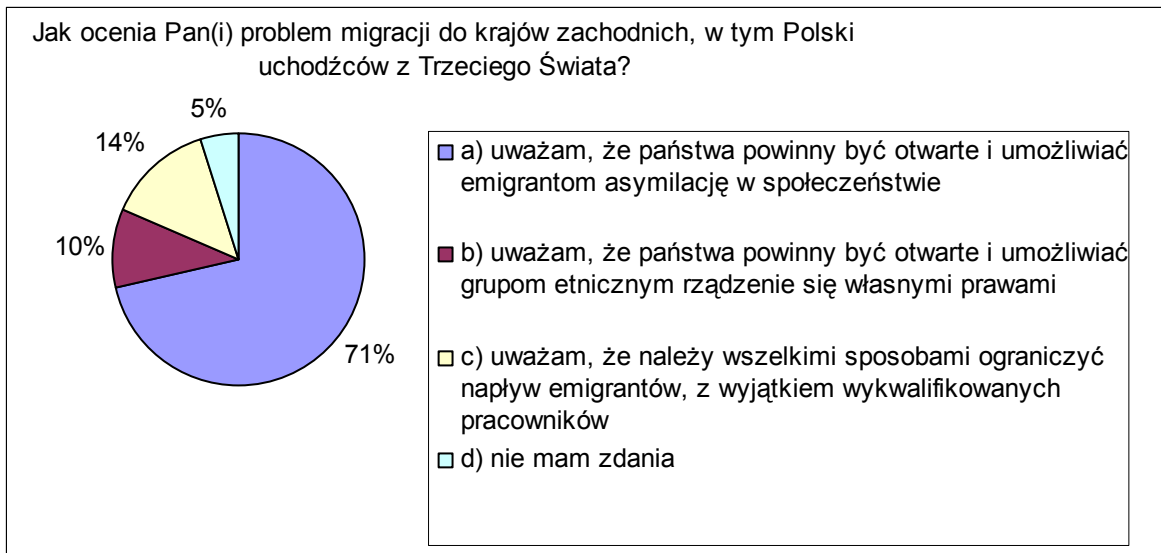 Jak ocenia Pan(i) problem migracji do krajów zachodnich, w tym Polski
uchodźców z Trzeciego Świata?
5%
14%
10%
71%
a) uważam, że państwa powinny być otwarte i umożliwiać
emigrantom asymilację w społeczeństwie
b) uważam, że państwa powinny być otwarte i umożliwiać
grupom etnicznym rządzenie się własnymi prawami
c) uważam, że należy wszelkimi sposobami ograniczyć
napływ emigrantów, z wyjątkiem wykwalifikowanych
pracowników
d) nie mam zdania